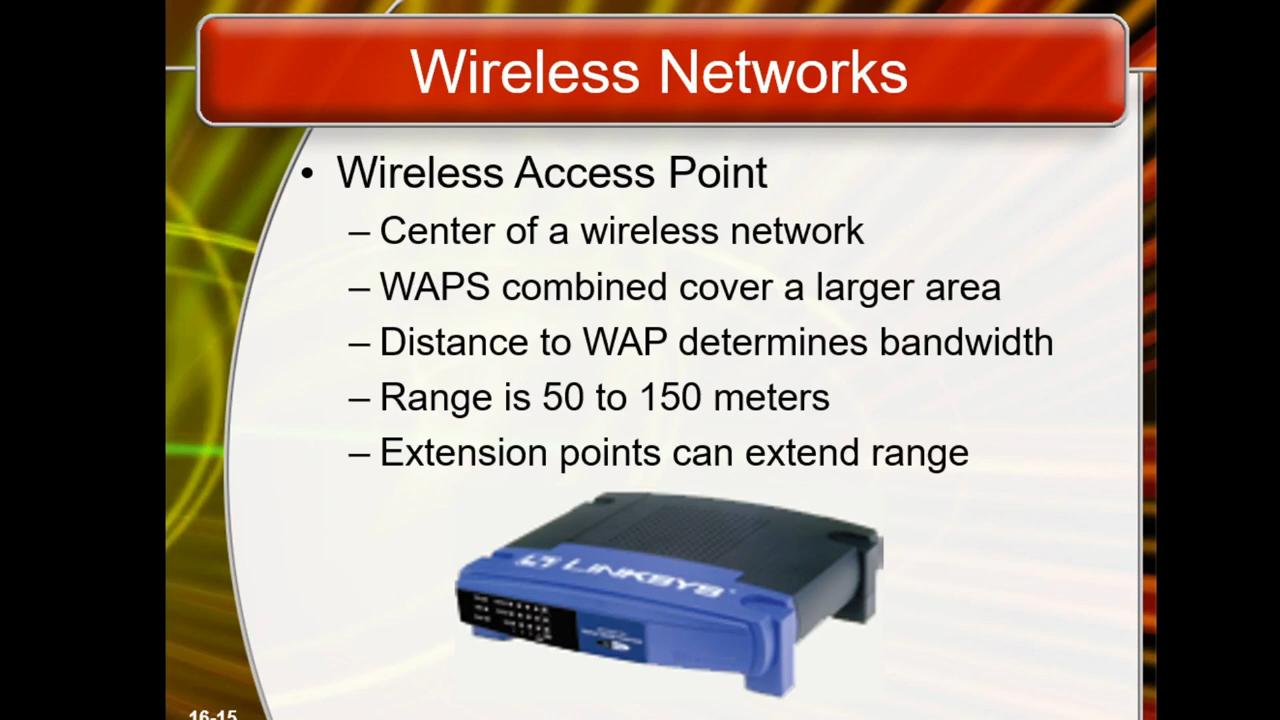 Wireless Networks
• Wireless Access Point
– Center of a wireless network
– WAPS combined cover a larger area
– Distance to WAP determines bandwidth
– Range is 50 to 150 meters
– Extension points can extend range
LINKSYS
16-15